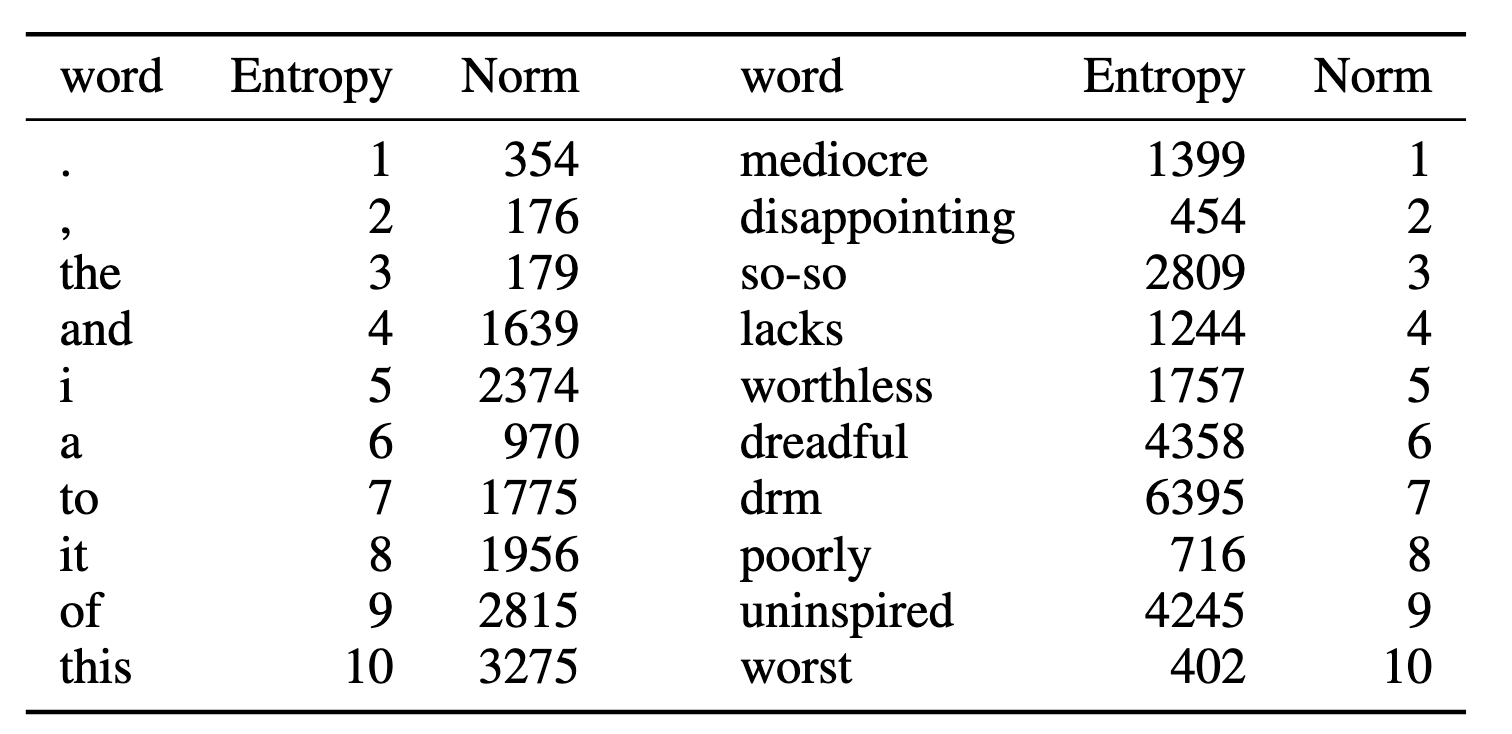 word Entropy Norm word Entropy Norm
. 1 354 mediocre 1399 1
, 2 176 disappointing 454 2
the 3 179 so-so 2809 3
and 4 1639 lacks 1244 4
i 5 2374 worthless 1757 5
a 6 970 dreadful 4358 6
to 7 1775 drm 6395 7
it 8 1956 poorly 716 8
of 9 2815 uninspired 4245 9
this 10 3275 worst 402 10